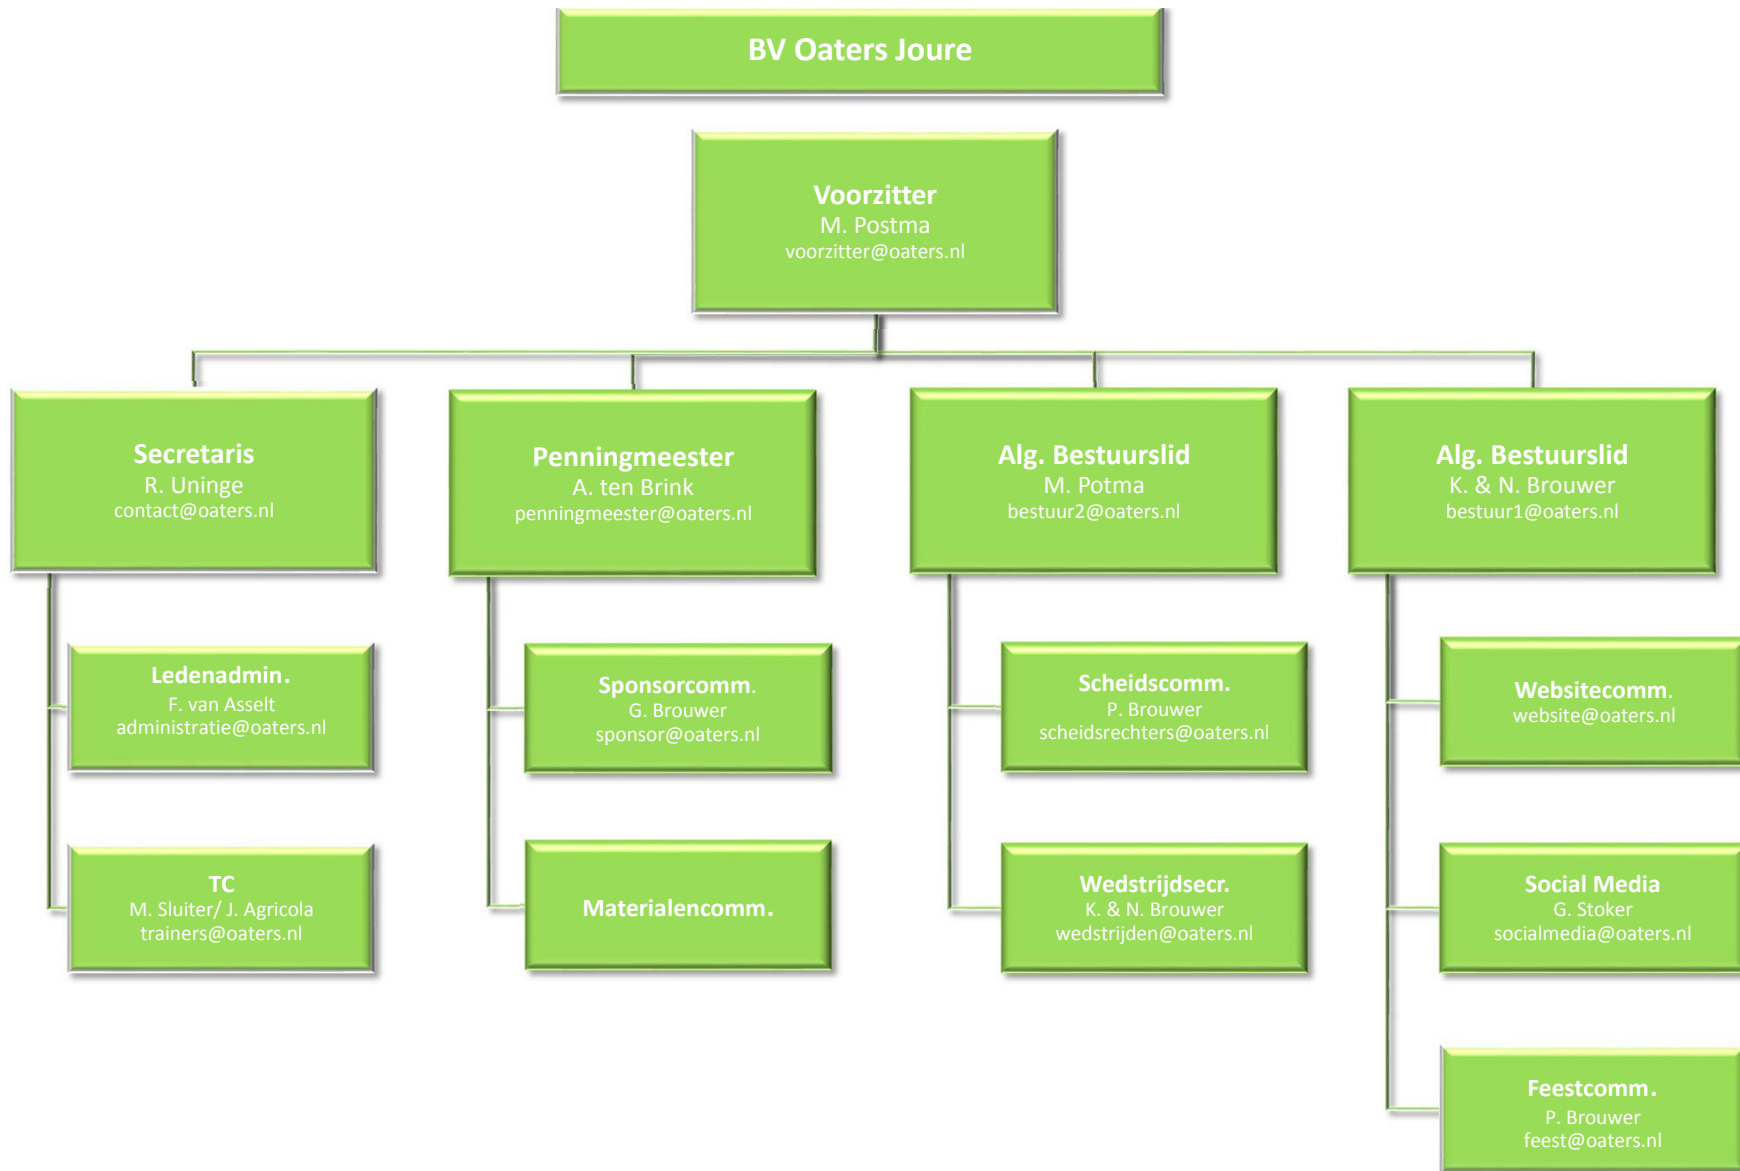 BV Oaters Joure
Voorzitter
M. Postma
voorzitter@oaters.nl
Secretaris
R. Uninge
contact@oaters.nl
Penningmeester
A. ten Brink
penningmeester@oaters.nl
Alg. Bestuurslid
M. Potma
bestuur2@oaters.nl
Alg. Bestuurslid
K. & N. Brouwer
bestuur1@oaters.nl
Ledenadmin.
F. van Asselt
administratie@oaters.nl
Sponsorcomm.
G. Brouwer
sponsor@oaters.nl
Scheidscomm.
P. Brouwer
scheidsrechters@oaters.nl
Websitecomm.
website@oaters.nl
TC
M. Sluiter/ J. Agricola
trainers@oaters.nl
Materialencomm.
Wedstrijdsecr.
K. & N. Brouwer
wedstrijden@oaters.nl
Social Media
G. Stoker
socialmedia@oaters.nl
Feestcomm.
P. Brouwer
feest@oaters.nl